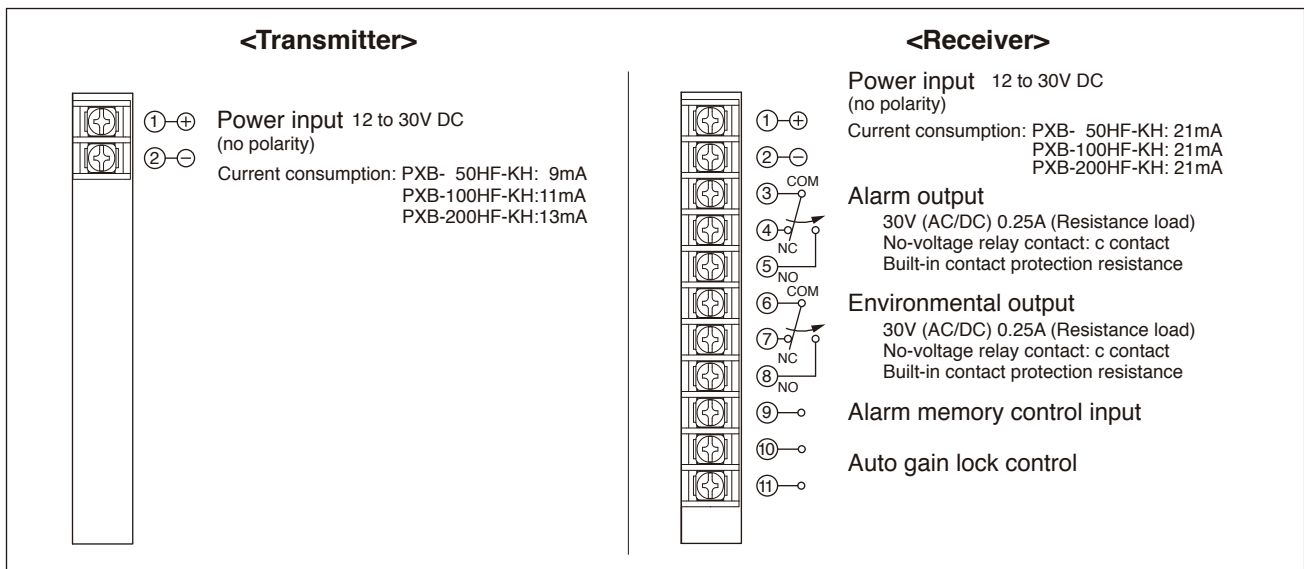 <Transmitter>
① ⊕ Power input 12 to 30V DC
(no polarity)
② ⊖
Current consumption: PXB- 50HF-KH: 9mA
PXB-100HF-KH:11mA
PXB-200HF-KH:13mA
<Receiver>
Power input 12 to 30V DC
(no polarity)
① ⊕
Current consumption: PXB- 50HF-KH: 21mA
PXB-100HF-KH: 21mA
PXB-200HF-KH: 21mA
② ⊖
③ COM
Alarm output
30V (AC/DC) 0.25A (Resistance load)
④ NC
No-voltage relay contact: c contact
Built-in contact protection resistance
⑤ NO
⑥ COM
Environmental output
30V (AC/DC) 0.25A (Resistance load)
⑦ NC
No-voltage relay contact: c contact
Built-in contact protection resistance
⑧ NO
⑨ Alarm memory control input
⑩
Auto gain lock control
⑪